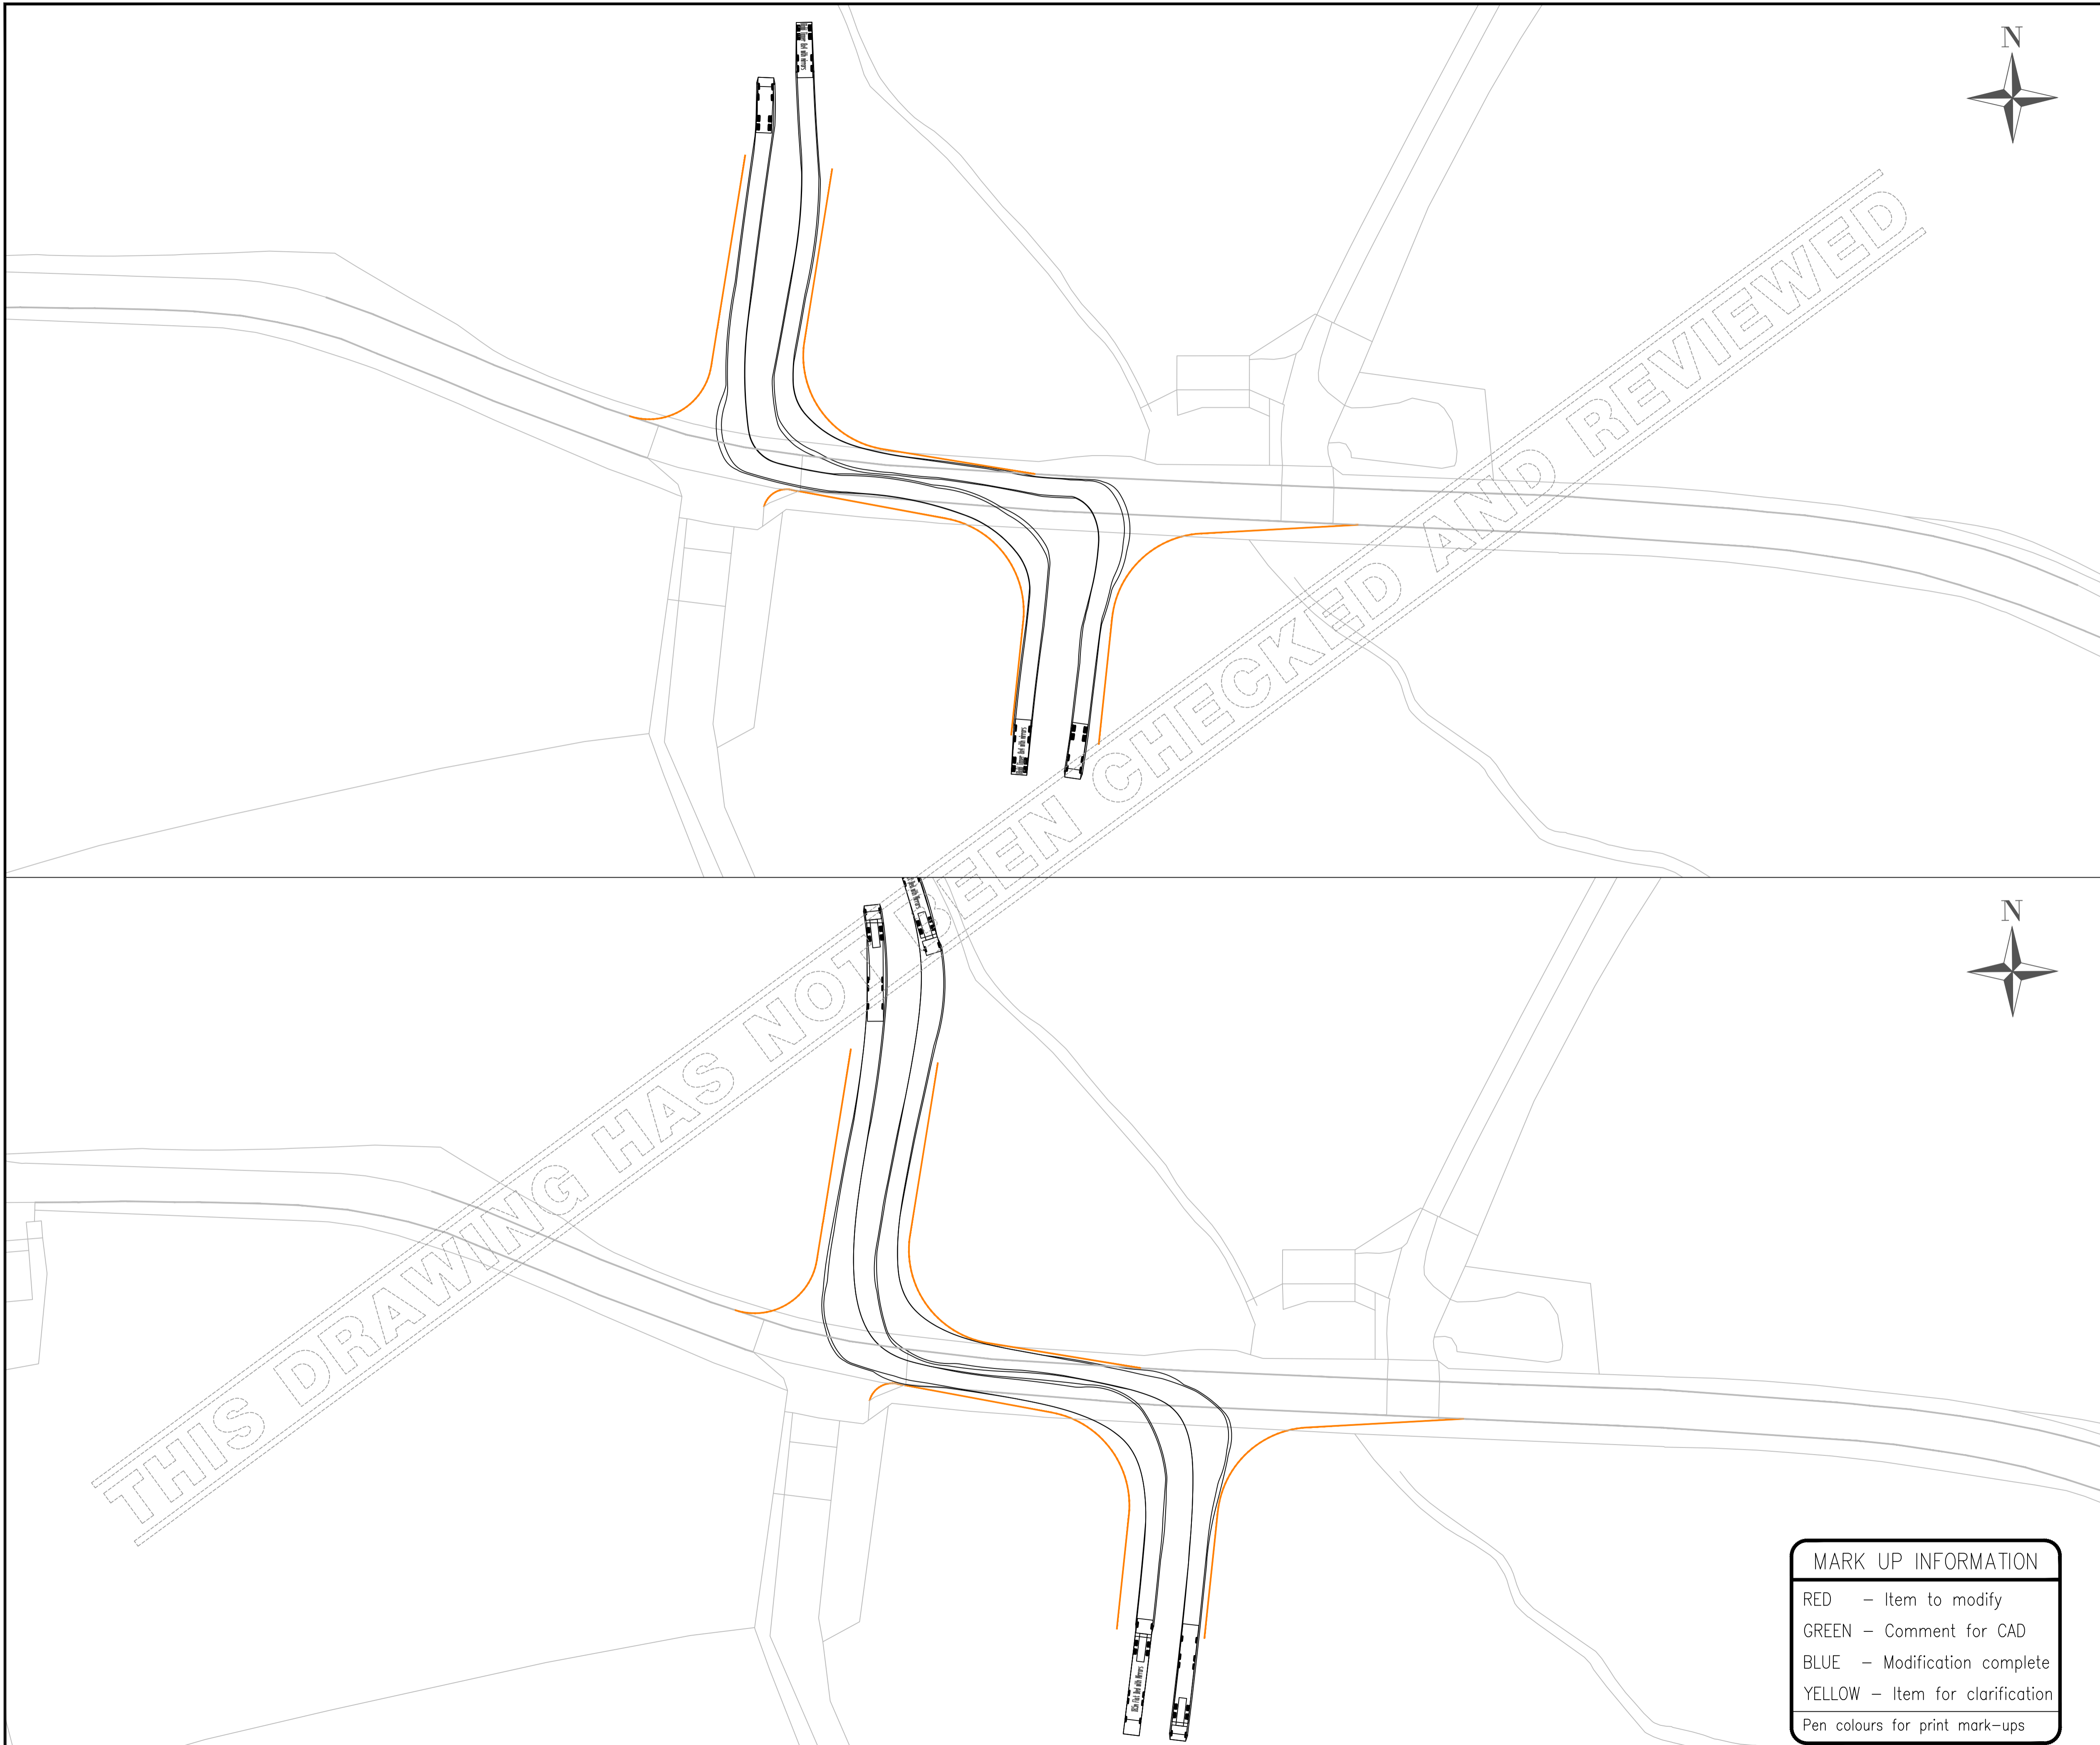 N
THIS DRAWING HAS NOT BEEN CHECKED AND REVIEWED
N
MARK UP INFORMATION
RED – Item to modify
GREEN – Comment for CAD
BLUE – Modification complete
YELLOW – Item for clarification
Pen colours for print mark-ups